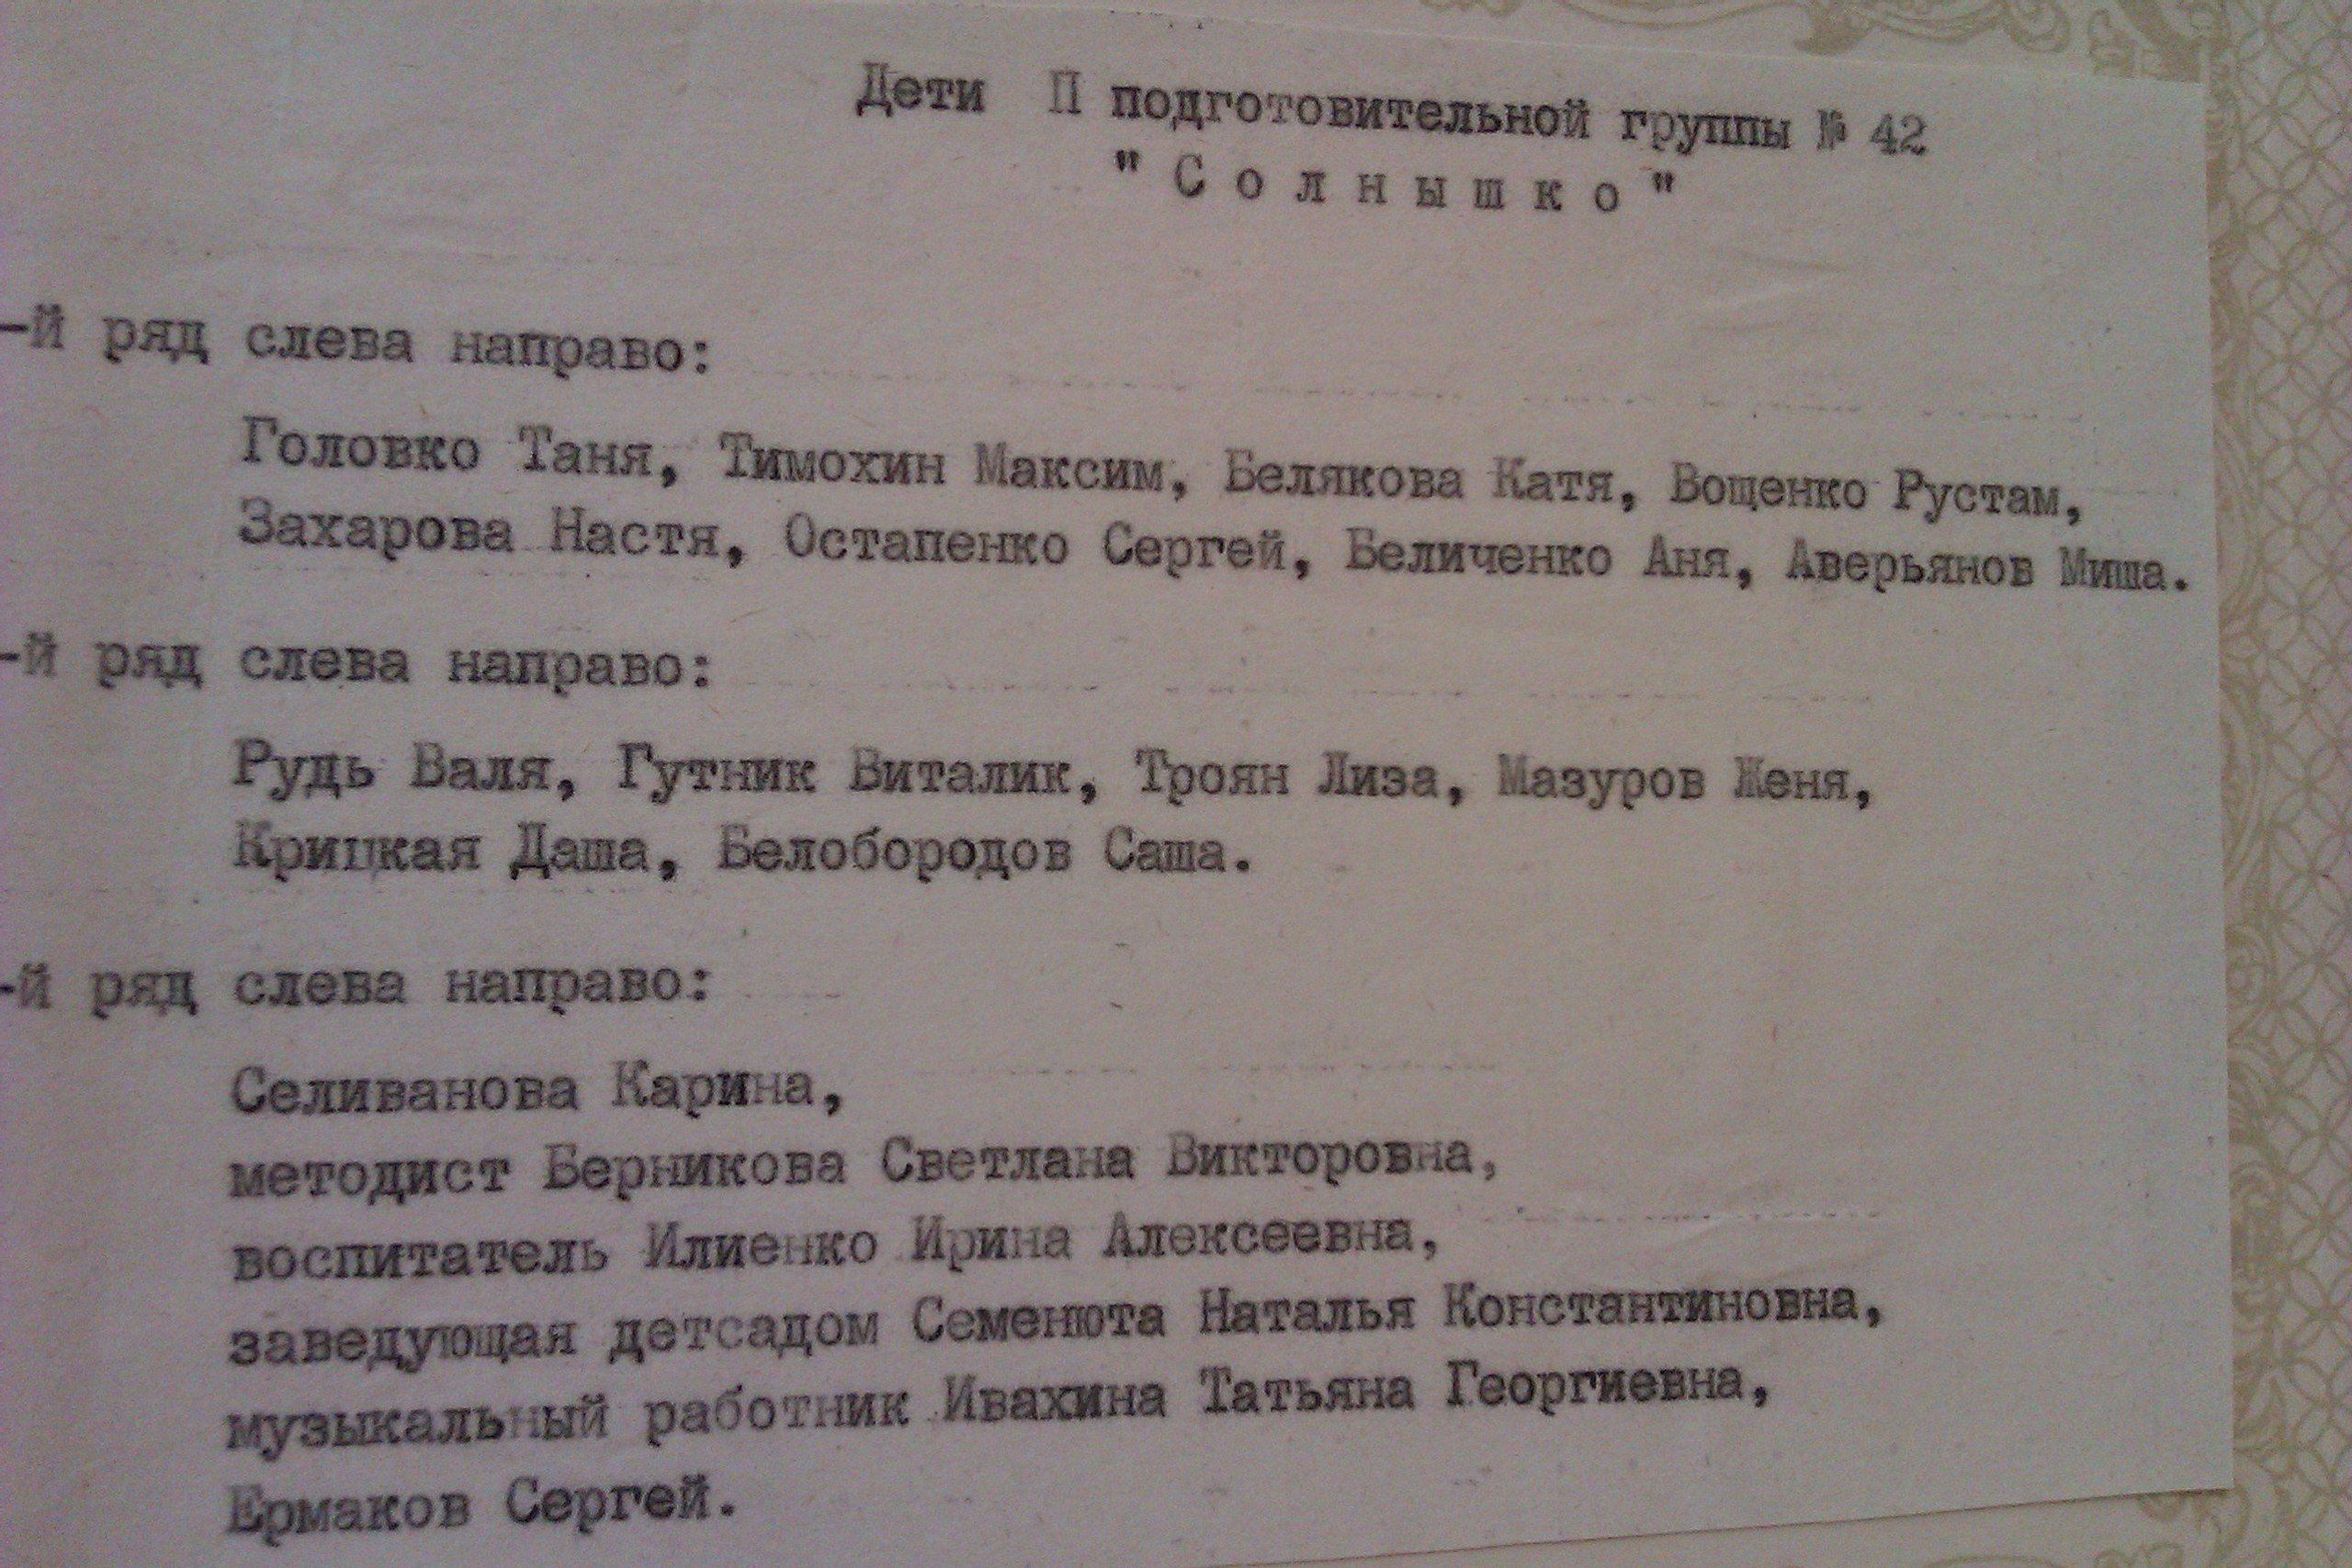 Дети П подготовительной группы № 42
" С о л н ы ш к о "
-й ряд слева направо:
Головко Таня, Тимохин Максим, Белякова Катя, Вощенко Рустам,
Захарова Настя, Остапенко Сергей, Беличенко Аня, Аверьянов Миша.
-й ряд слева направо:
Рудь Валя, Гутник Виталик, Троян Лиза, Мазуров Женя,
Крицкая Даша, Белобородов Саша.
-й ряд слева направо:
Селиванова Карина,
методист Берникова Светлана Викторовна,
воспитатель Илиенко Ирина Алексеевна,
заведующая детсадом Семенюта Наталья Константиновна,
музыкальный работник Ивахина Татьяна Георгиевна,
Ермаков Сергей.